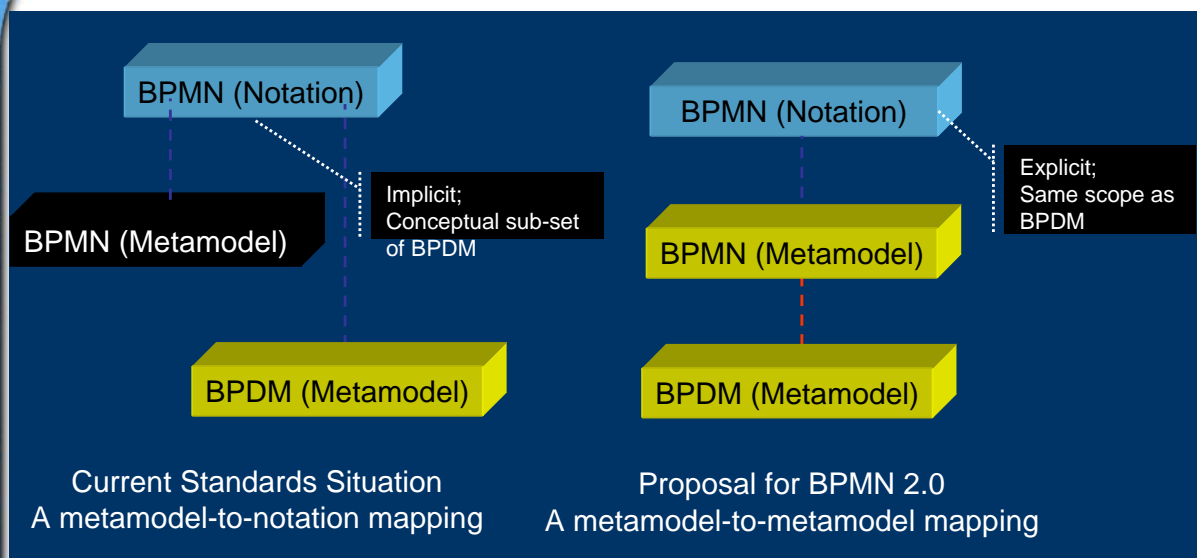 BPMN (Notation)
Implicit;
Conceptual sub-set
of BPDM
BPMN (Metamodel)
BPDM (Metamodel)
Current Standards Situation
A metamodel-to-notation mapping
BPMN (Notation)
Explicit;
Same scope as
BPDM
BPMN (Metamodel)
BPDM (Metamodel)
Proposal for BPMN 2.0
A metamodel-to-metamodel mapping